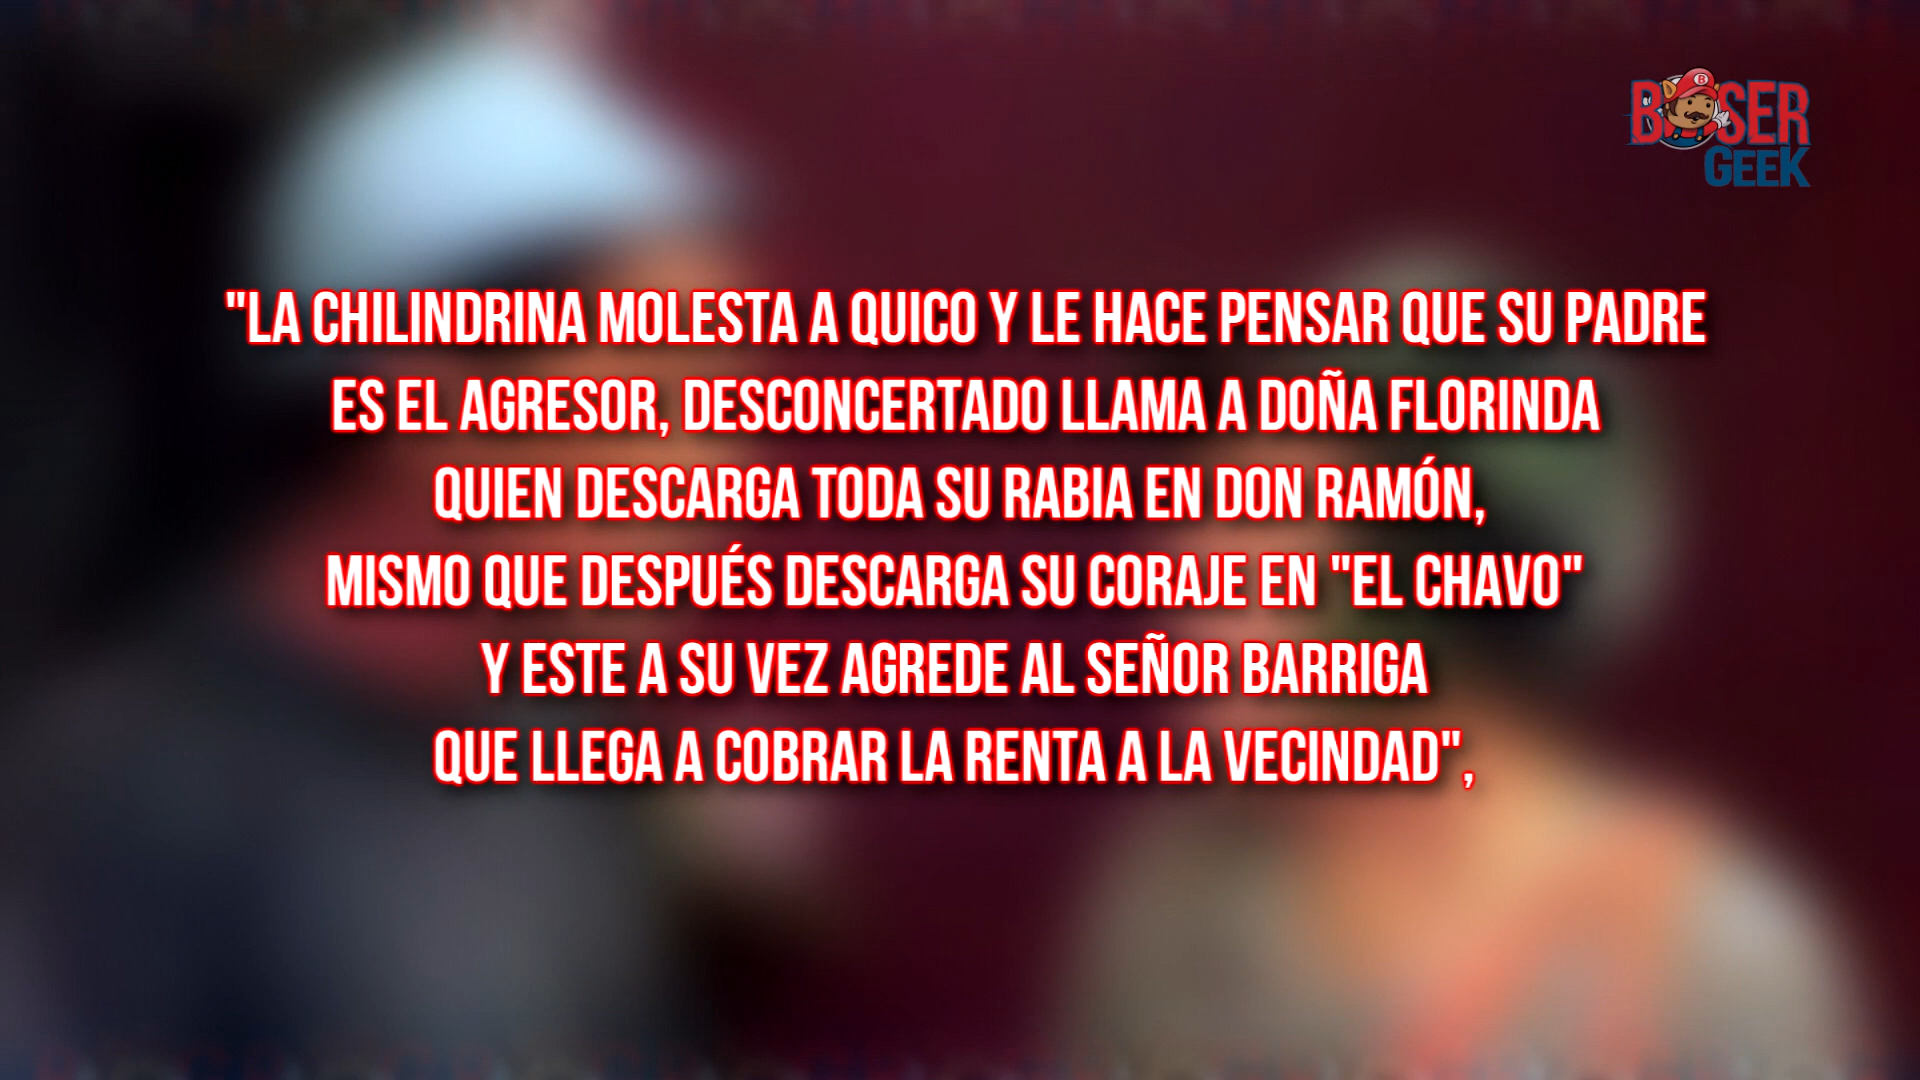 BOSER
GEEK
"LA CHILINDRINA MOLESTA A QUICO Y LE HACE PENSAR QUE SU PADRE
ES EL AGRESOR, DESCONCERTADO LLAMA A DOÑA FLORINDA
QUIEN DESCARGA TODA SU RABIA EN DON RAMÓN,
MISMO QUE DESPUÉS DESCARGA SU CORAJE EN "EL CHAVO"
Y ESTE A SU VEZ AGREDE AL SEÑOR BARRIGA
QUE LLEGA A COBRAR LA RENTA A LA VECINDAD",